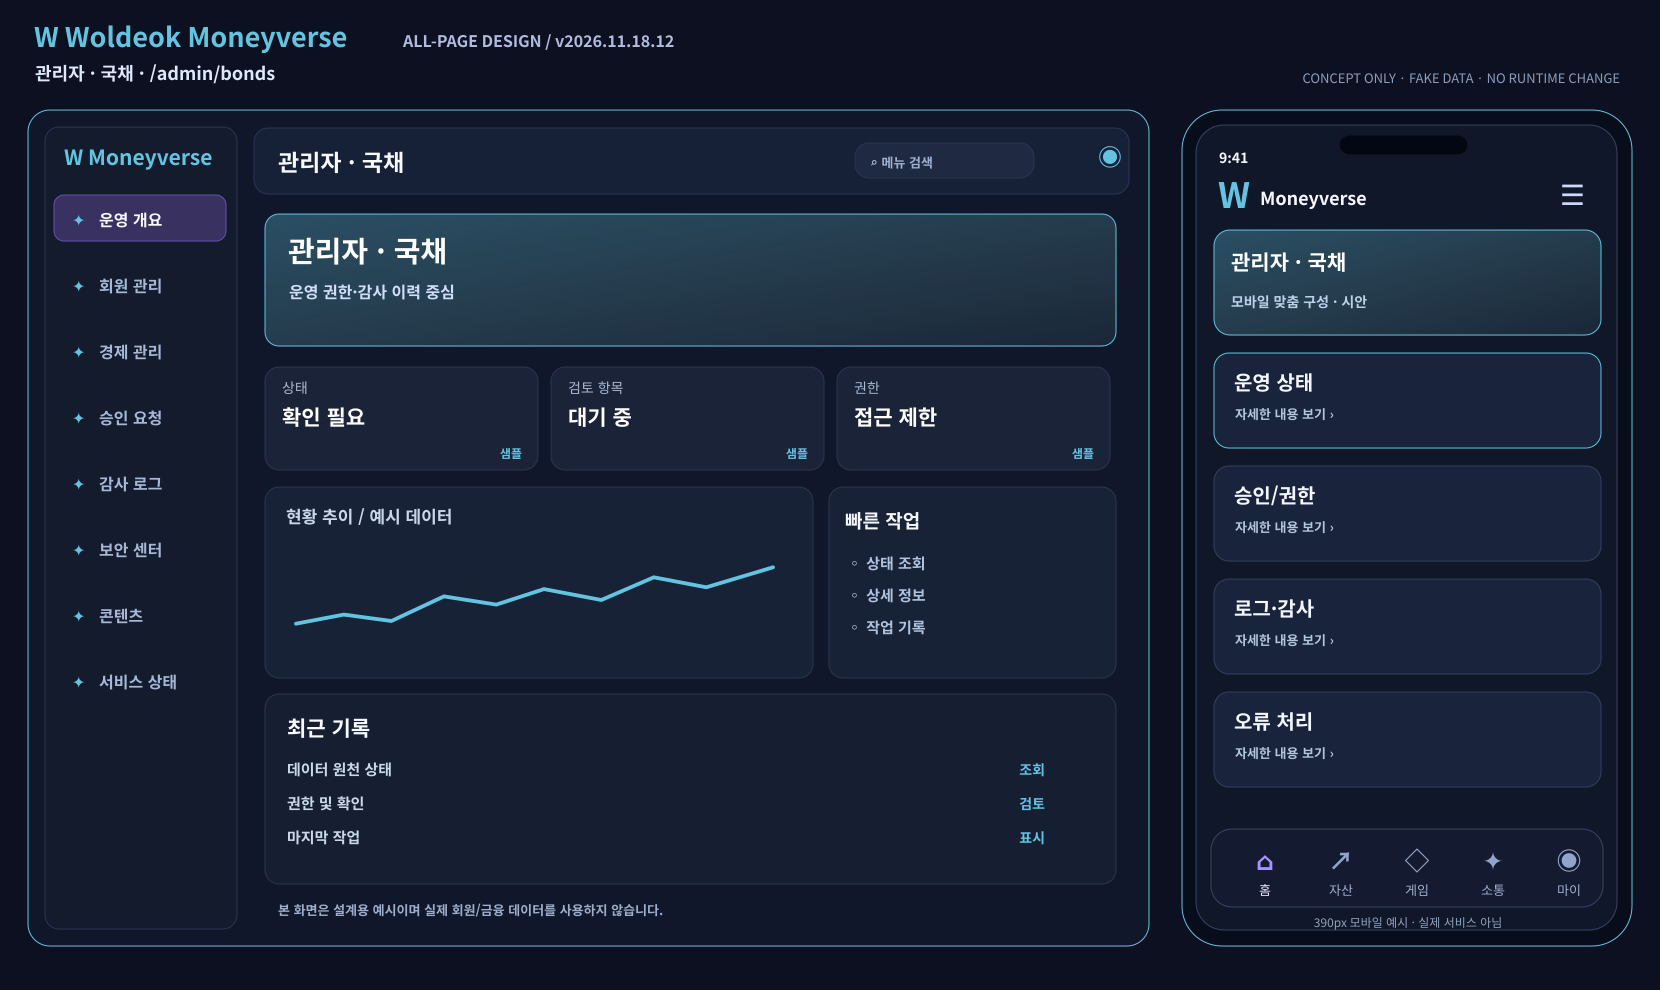 W Woldeok Moneyverse
ALL-PAGE DESIGN / v2026.11.18.12
관리자 · 국채 · /admin/bonds
CONCEPT ONLY · FAKE DATA · NO RUNTIME CHANGE
W Moneyverse
운영 개요
회원 관리
경제 관리
승인 요청
감사 로그
보안 센터
콘텐츠
서비스 상태
관리자 · 국채
메뉴 검색
관리자 · 국채
운영 권한·감사 이력 중심
상태
확인 필요
샘플
검토 항목
대기 중
샘플
권한
접근 제한
샘플
현황 추이 / 예시 데이터
빠른 작업
◦ 상태 조회
◦ 상세 정보
◦ 작업 기록
최근 기록
데이터 원천 상태 조회
권한 및 확인 검토
마지막 작업 표시
본 화면은 설계용 예시이며 실제 회원/금융 데이터를 사용하지 않습니다.
9:41
W Moneyverse
관리자 · 국채
모바일 맞춤 구성 · 시안
운영 상태
자세한 내용 보기 ›
승인/권한
자세한 내용 보기 ›
로그·감사
자세한 내용 보기 ›
오류 처리
자세한 내용 보기 ›
홈 자산 게임 소통 마이
390px 모바일 예시 · 실제 서비스 아님